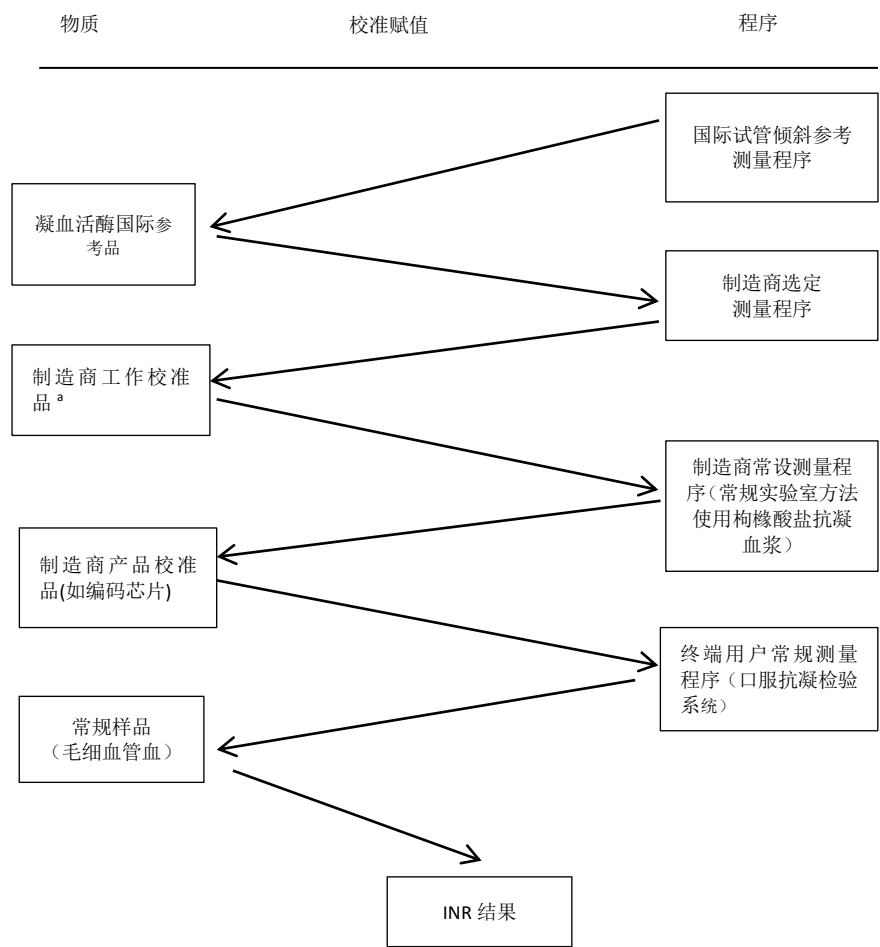 物质 校准赋值 程序
国际试管倾斜参考
测量程序
凝血活酶国际参
考品
制造商选定
测量程序
制造商工作校准
品 a
制造商常设测量程
序（常规实验室方法
使用枸橼酸盐抗凝
血浆）
制造商产品校准
品(如编码芯片)
终端用户常规测量
程序（口服抗凝检验
系统）
常规样品
（毛细血管血）
INR 结果